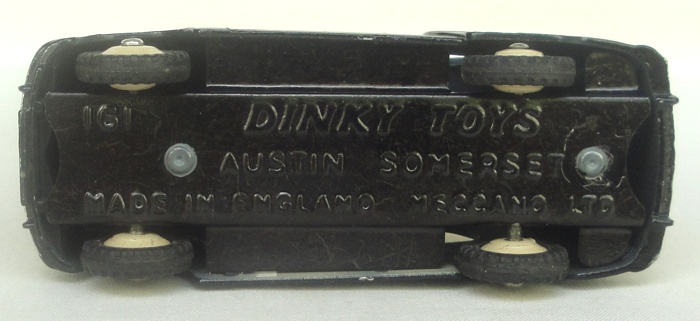 161 DINKY TOYS
AUSTIN SOMERSET
MADE IN ENGLAND MECCANO LTD